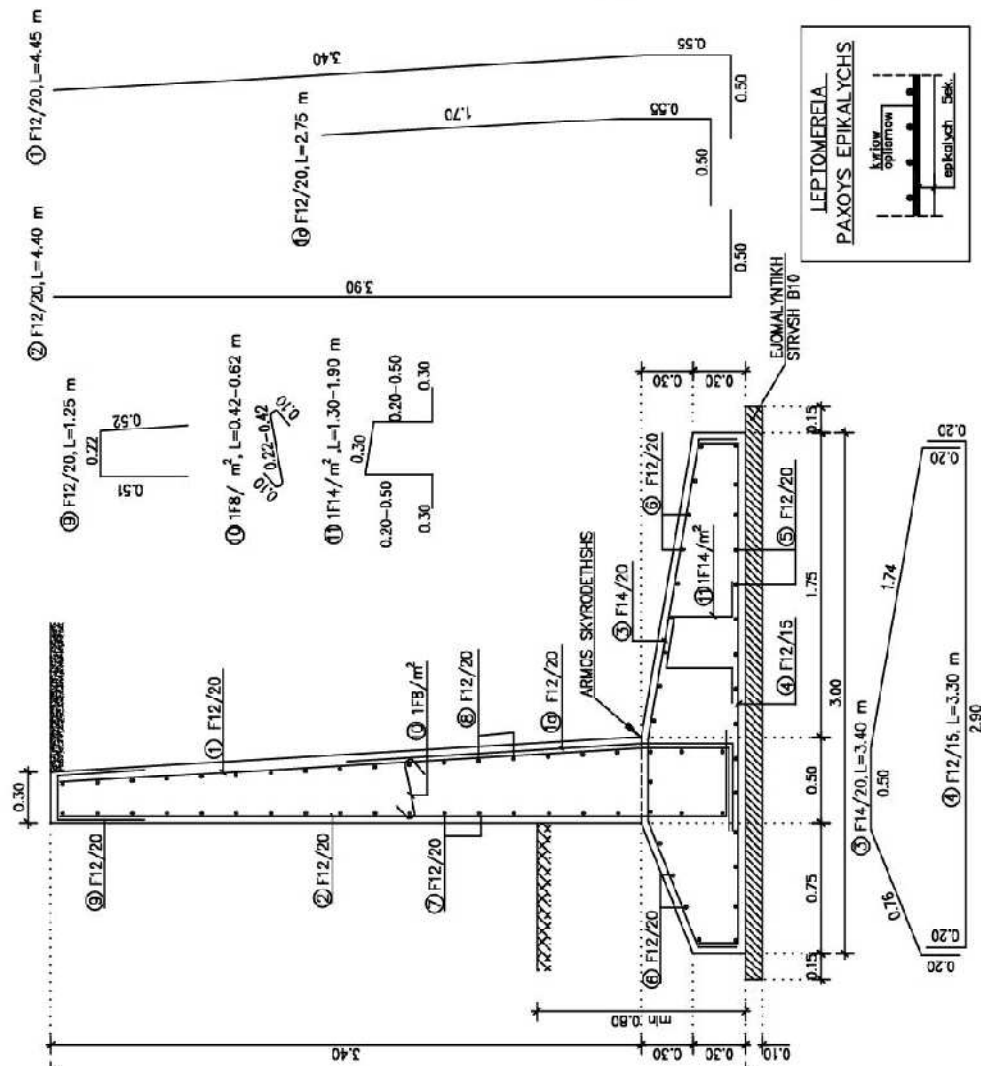 ① F12/20, L=4.45 m
3.40
0.55
0.50
1a F12/20, L=2.75 m
1.70
0.55
0.50
② F12/20, L=4.40 m
3.90
0.50
⑨ F12/20, L=1.25 m
0.22
0.52
0.51
⑩ 1F8/ m², L=0.42-0.62 m
0.10
0.22-0.42
0.10
⑪ 1F14/m², L=1.30-1.90 m
0.20-0.50
0.30
0.30
0.20-0.50
0.30
LEPTOMEREIA
PAXOYS EPIKALYCHS
kyriow
oplismow
epikalych 5ek.
EJOMALYNTIKH
STRVSH B10
0.30
0.30
0.15
⑥ F12/20
③ F14/20
⑪ 1F14/m²
⑤ F12/20
④ F12/15
ARMOS SKYRODETHSHS
① F12/20
⑩ 1F8/m²
⑧ F12/20
1a F12/20
0.30
⑨ F12/20
② F12/20
⑦ F12/20
⑥ F12/20
1.75
0.50
0.75
0.15
3.00
min 0.80
3.40
0.30
0.30
0.10
③ F14/20, L=3.40 m
0.20
0.76
0.50
1.74
0.20
④ F12/15, L=3.30 m
0.20
2.90
0.20